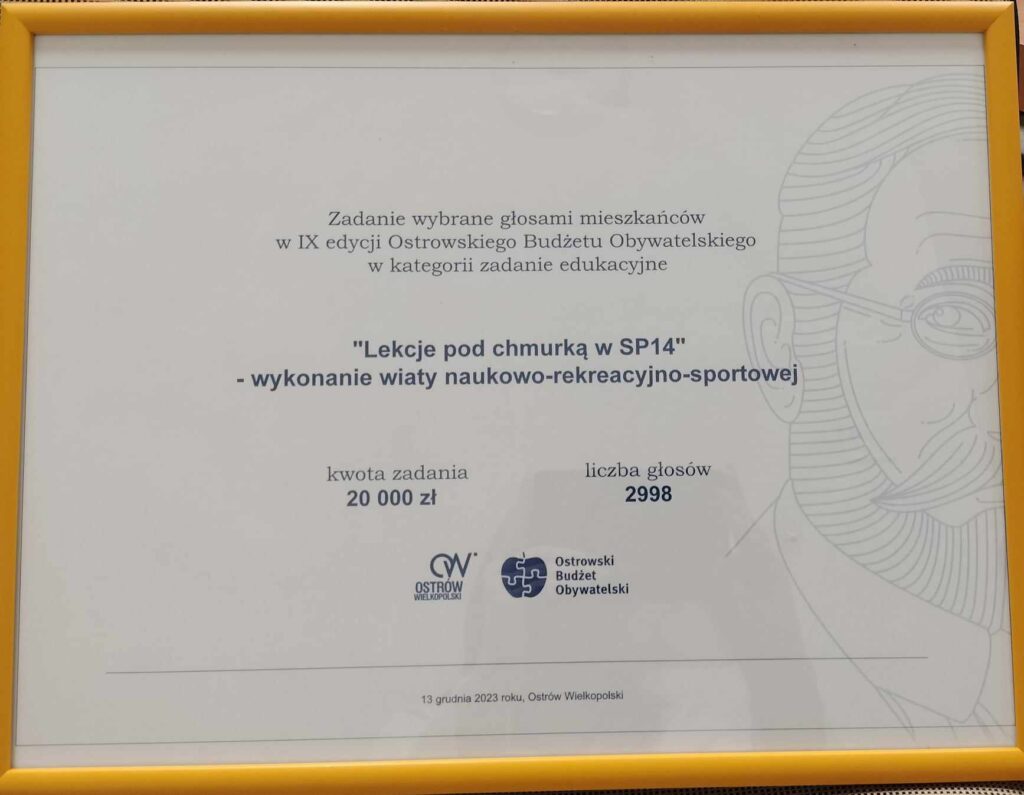 Zadanie wybrane głosami mieszkańców
w IX edycji Ostrowskiego Budżetu Obywatelskiego
w kategorii zadanie edukacyjne
"Lekcje pod chmurką w SP14"
- wykonanie wiaty naukowo-rekreacyjno-sportowej
kwota zadania
20 000 zł
liczba głosów
2998
OW
OSTRÓW
WIELKOPOLSKI
Ostrowski
Budżet
Obywatelski
13 grudnia 2023 roku, Ostrów Wielkopolski